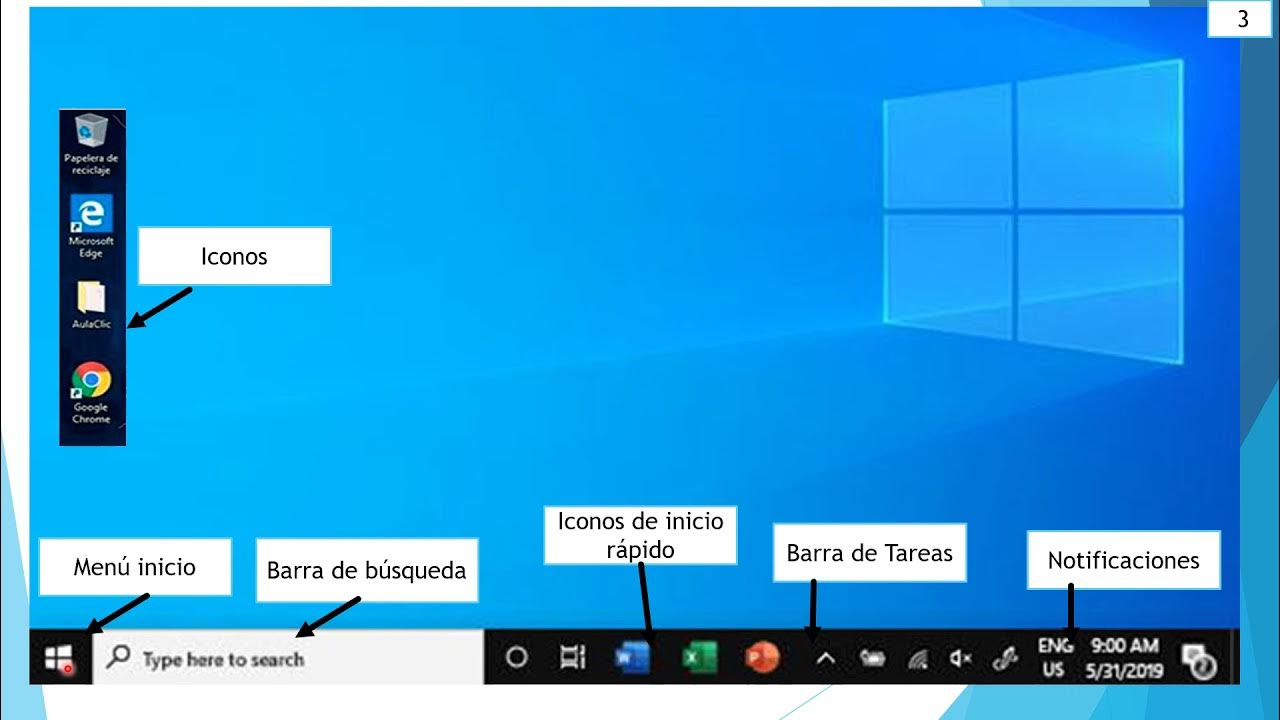 3
Papelera de
reciclaje
Microsoft
Edge
AulaClic
Google
Chrome
Iconos
Menú inicio
Barra de búsqueda
Iconos de inicio
rápido
Barra de Tareas
Notificaciones
Type here to search
ENG
US
9:00 AM
5/31/2019
2